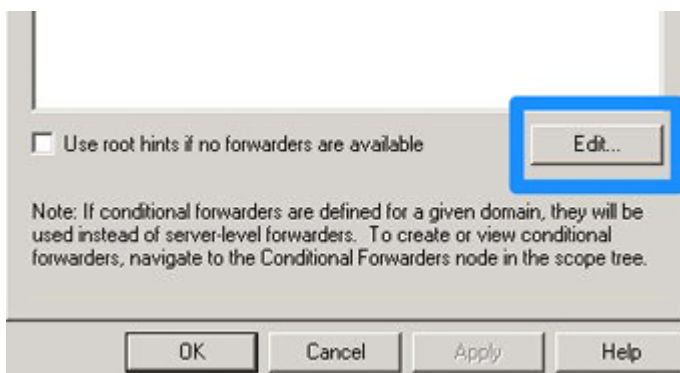 Use root hints if no forwarders are available
Edit...
Note: If conditional forwarders are defined for a given domain, they will be
used instead of server-level forwarders. To create or view conditional
forwarders, navigate to the Conditional Forwarders node in the scope tree.
OK
Cancel
Apply
Help